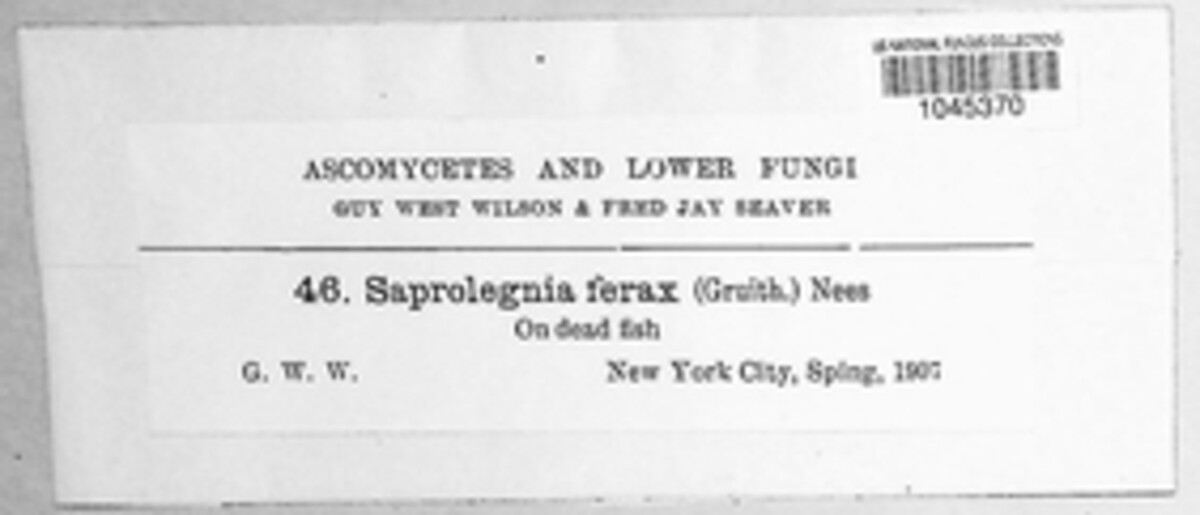 US NATIONAL FUNGUS COLLECTIONS
1045370
ASCOMYCETES AND LOWER FUNGI
GUY WEST WILSON & FRED JAY SEAVER
46. Saprolegnia ferax (Gruith.) Nees
On dead fish
G. W. W. New York City, Sping, 1907